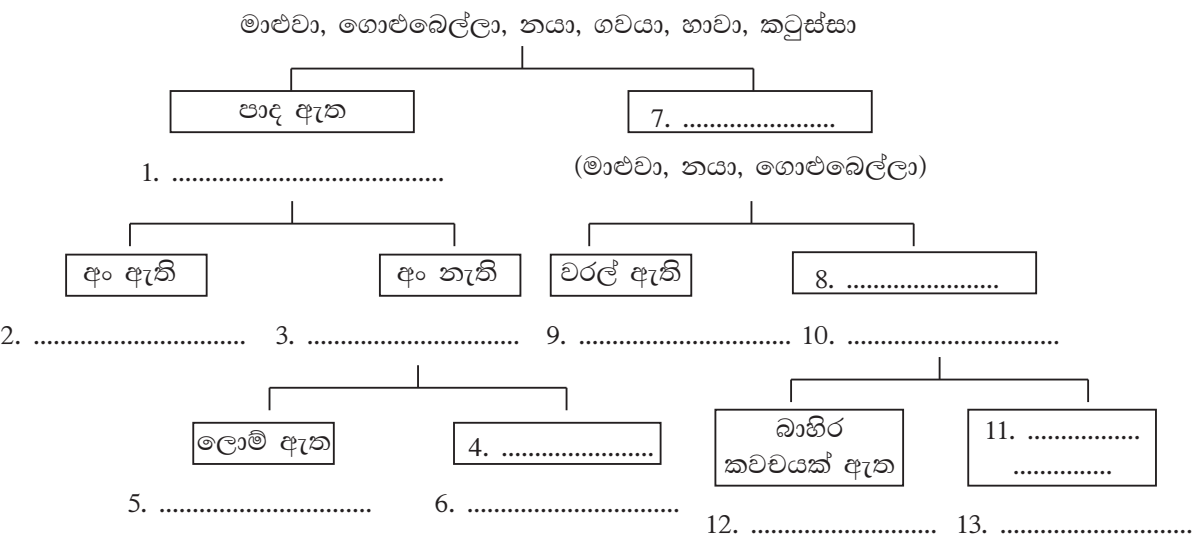 මාළුවා, ගොළුබෙල්ලා, නයා, ගවයා, හාවා, කටුස්සා
පාද ඇත
7. .......................
1. .........................................
(මාළුවා, නයා, ගොළුබෙල්ලා)
අං ඇති
අං නැති
වරල් ඇති
8. .......................
2. ................................
3. ................................
9. ................................
10. ................................
ලොම් ඇත
4. .......................
බාහිර
කවචයක් ඇත
11. .................
...............
5. ................................
6. ................................
12. ............................
13. .............................